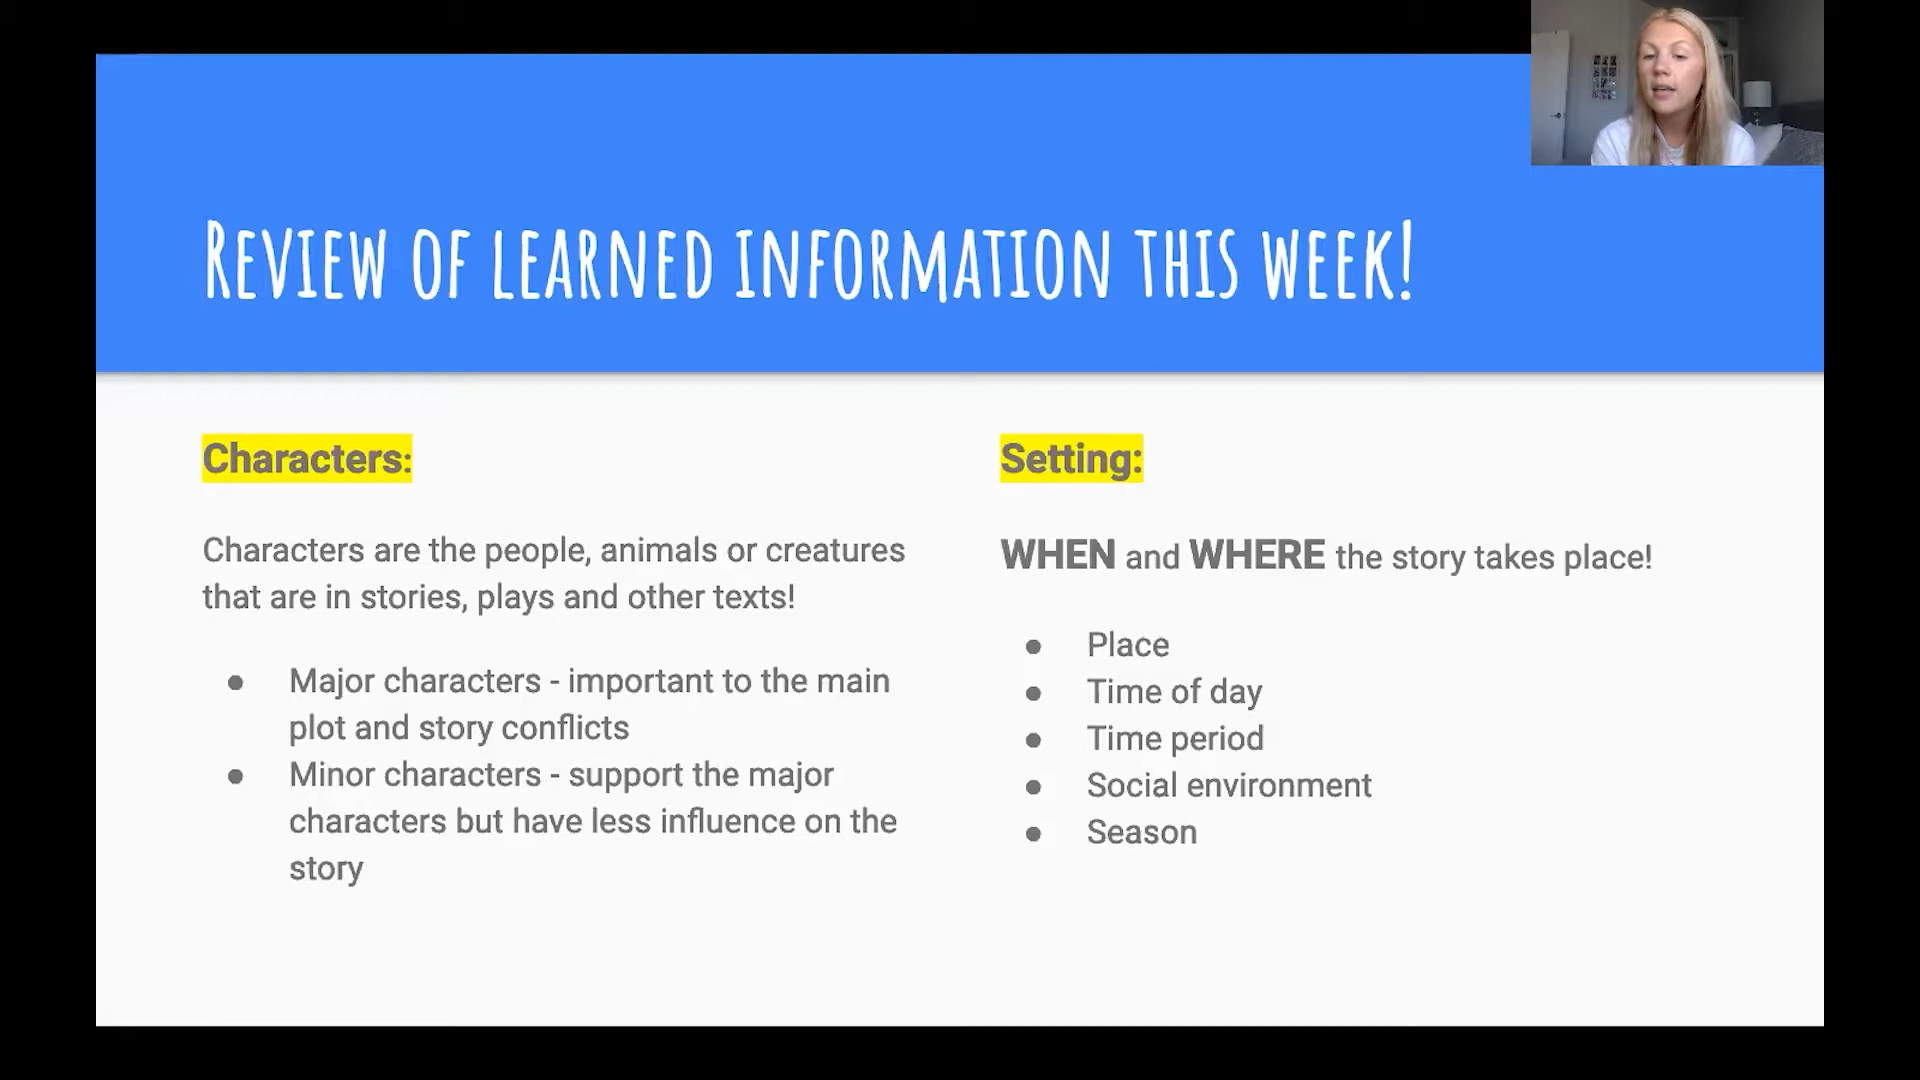 Review of learned information this week!
Characters:
Characters are the people, animals or creatures
that are in stories, plays and other texts!
● Major characters - important to the main
plot and story conflicts
● Minor characters - support the major
characters but have less influence on the
story
Setting:
WHEN and WHERE the story takes place!
● Place
● Time of day
● Time period
● Social environment
● Season